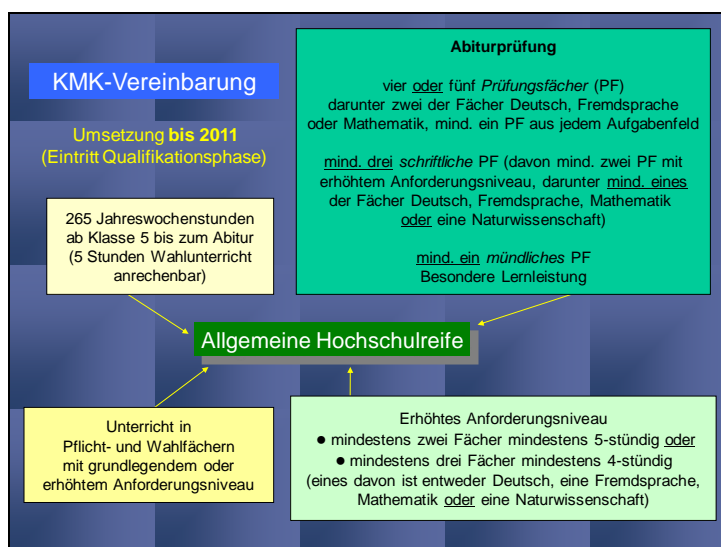 KMK-Vereinbarung
Umsetzung bis 2011
(Eintritt Qualifikationsphase)
Abiturprüfung
vier oder fünf Prüfungsfächer (PF)
darunter zwei der Fächer Deutsch, Fremdsprache
oder Mathematik, mind. ein PF aus jedem Aufgabenfeld
mind. drei schriftliche PF (davon mind. zwei PF mit
erhöhtem Anforderungsniveau, darunter mind. eines
der Fächer Deutsch, Fremdsprache, Mathematik
oder eine Naturwissenschaft)
mind. ein mündliches PF
Besondere Lernleistung
265 Jahreswochenstunden
ab Klasse 5 bis zum Abitur
(5 Stunden Wahlunterricht
anrechenbar)
Allgemeine Hochschulreife
Unterricht in
Pflicht- und Wahlfächern
mit grundlegendem oder
erhöhtem Anforderungsniveau
Erhöhtes Anforderungsniveau
● mindestens zwei Fächer mindestens 5-stündig oder
● mindestens drei Fächer mindestens 4-stündig
(eines davon ist entweder Deutsch, eine Fremdsprache,
Mathematik oder eine Naturwissenschaft)